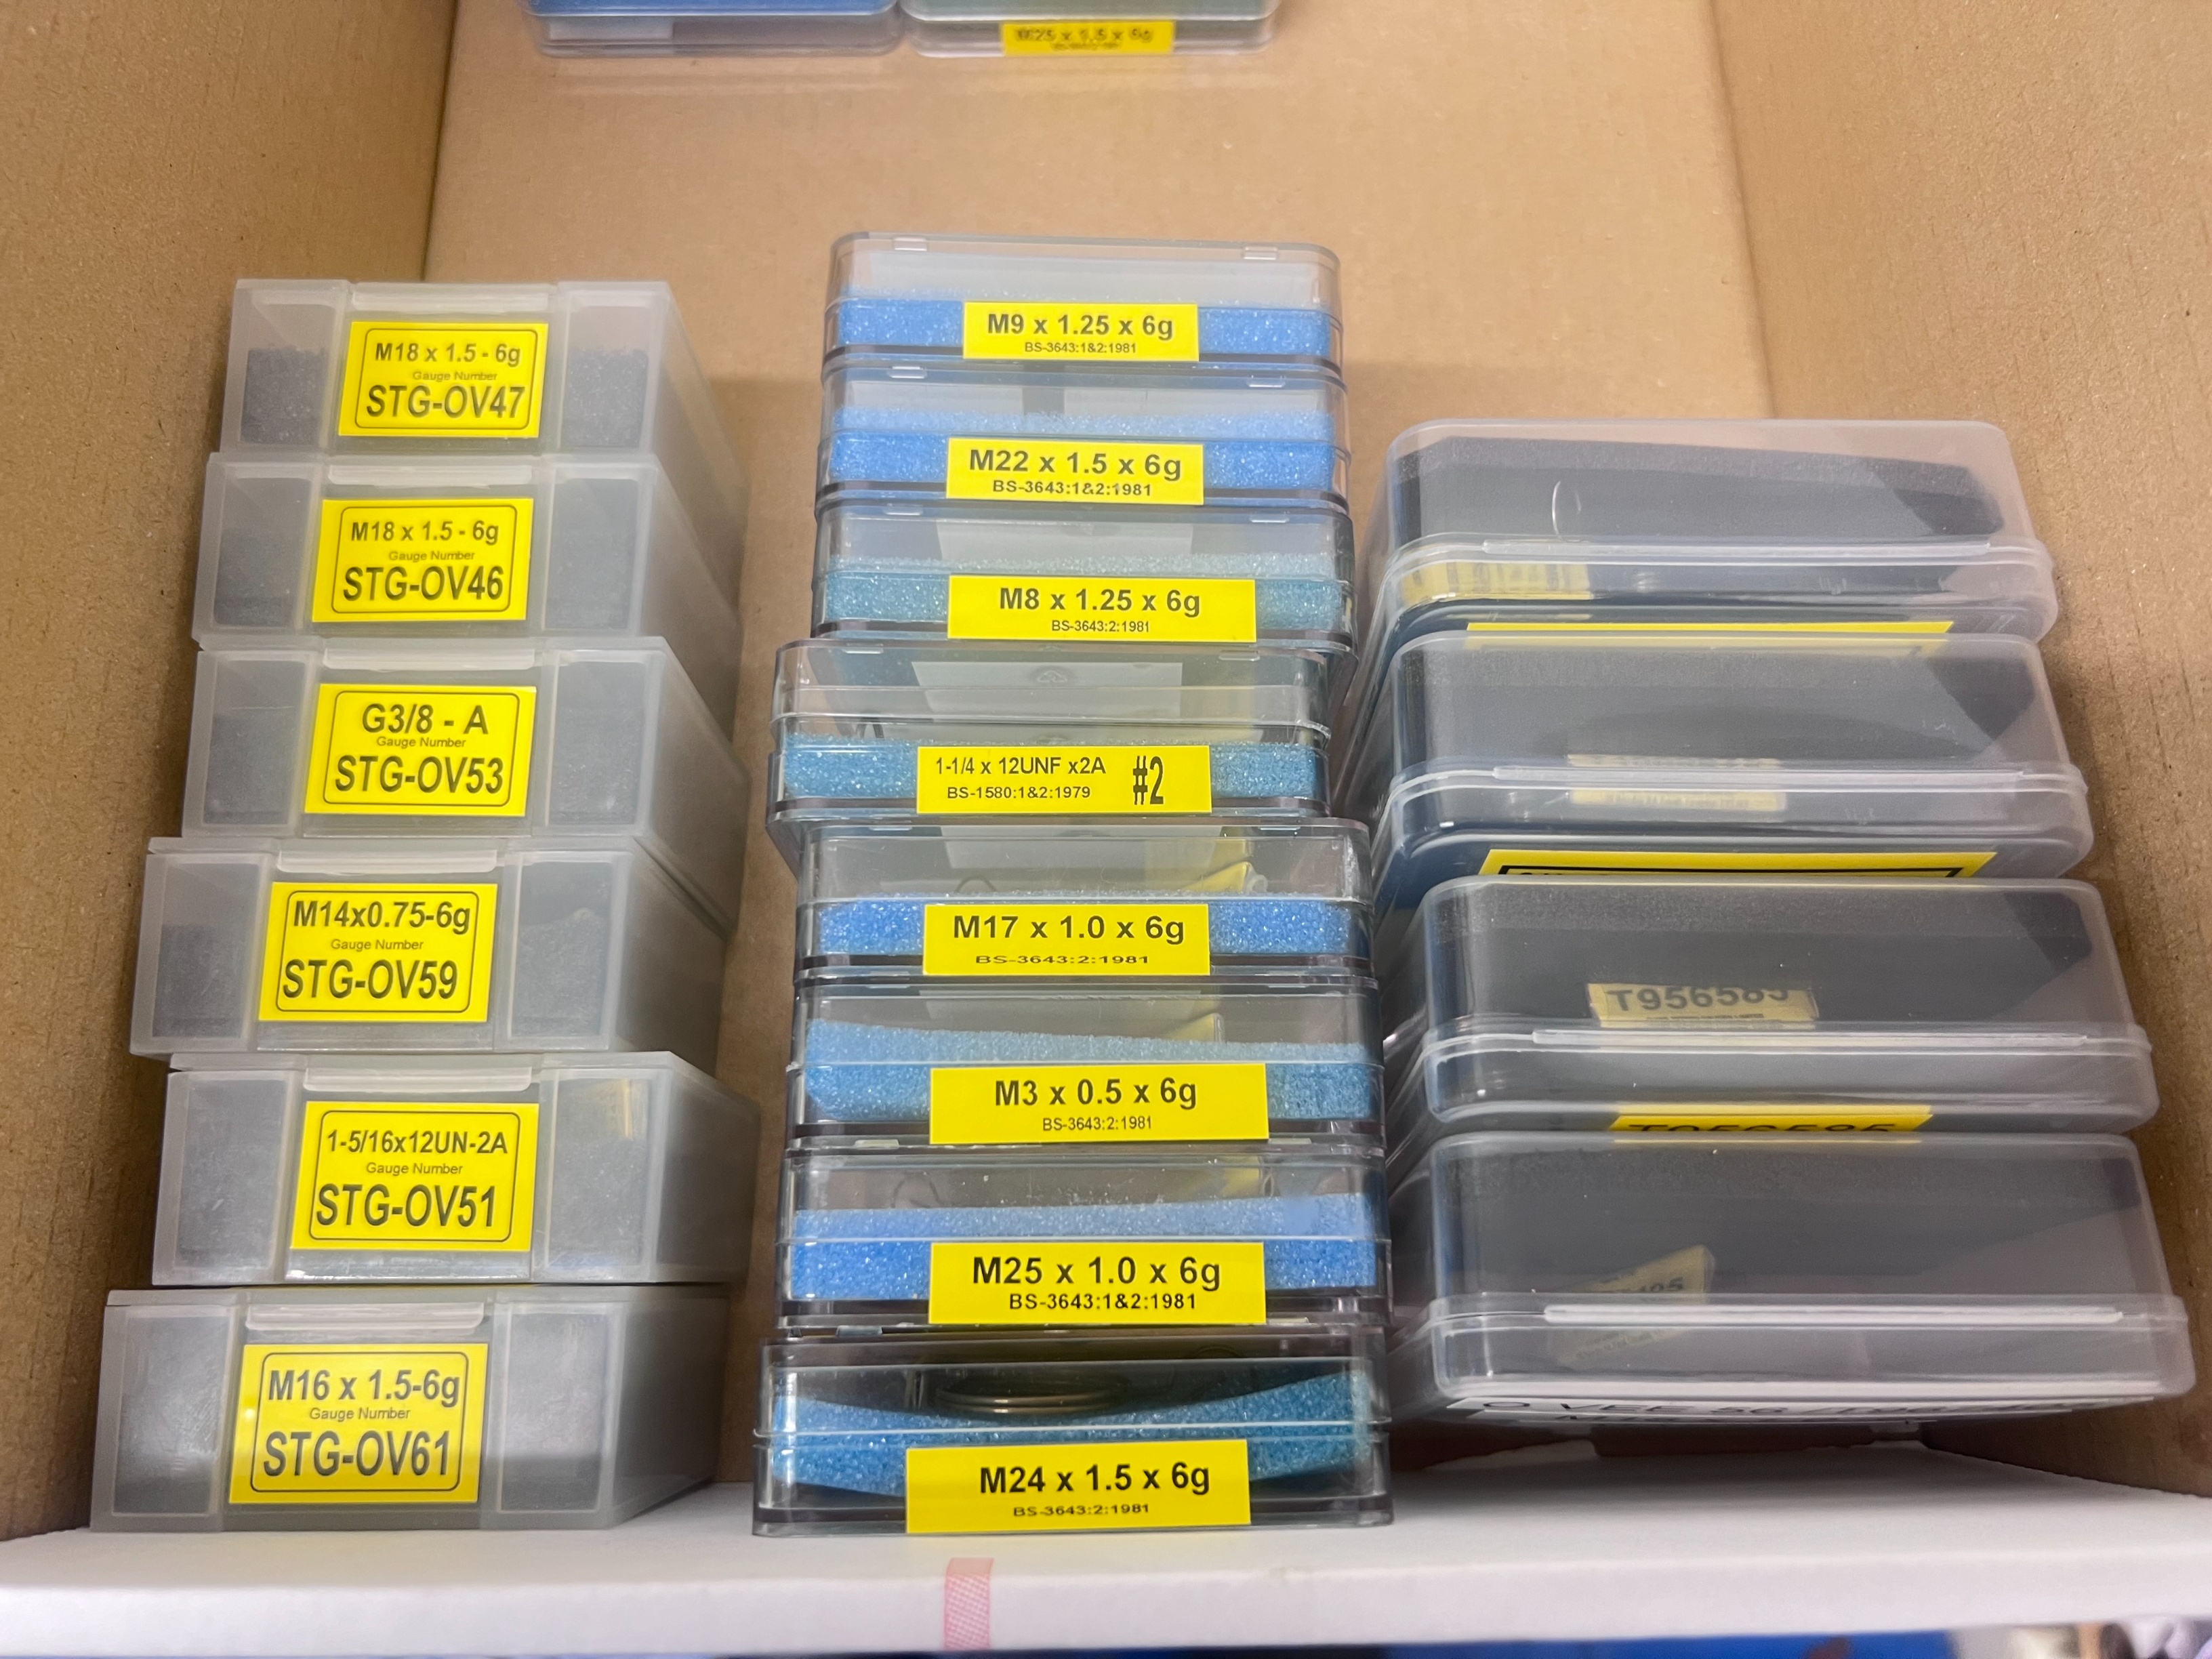 M25 x 1.5 x 6g
M18 x 1.5 - 6g
Gauge Number
STG-OV47
M18 x 1.5 - 6g
Gauge Number
STG-OV46
G3/8 - A
Gauge Number
STG-OV53
M14x0.75-6g
Gauge Number
STG-OV59
1-5/16x12UN-2A
Gauge Number
STG-OV51
M16 x 1.5-6g
Gauge Number
STG-OV61
M9 x 1.25 x 6g
BS-3643:1&2:1981
M22 x 1.5 x 6g
BS-3643:1&2:1981
M8 x 1.25 x 6g
BS-3643:2:1981
1-1/4 x 12UNF x2A #2
BS-1580:1&2:1979
M17 x 1.0 x 6g
BS-3643:2:1981
M3 x 0.5 x 6g
BS-3643:2:1981
M25 x 1.0 x 6g
BS-3643:1&2:1981
M24 x 1.5 x 6g
BS-3643:2:1981
T956585